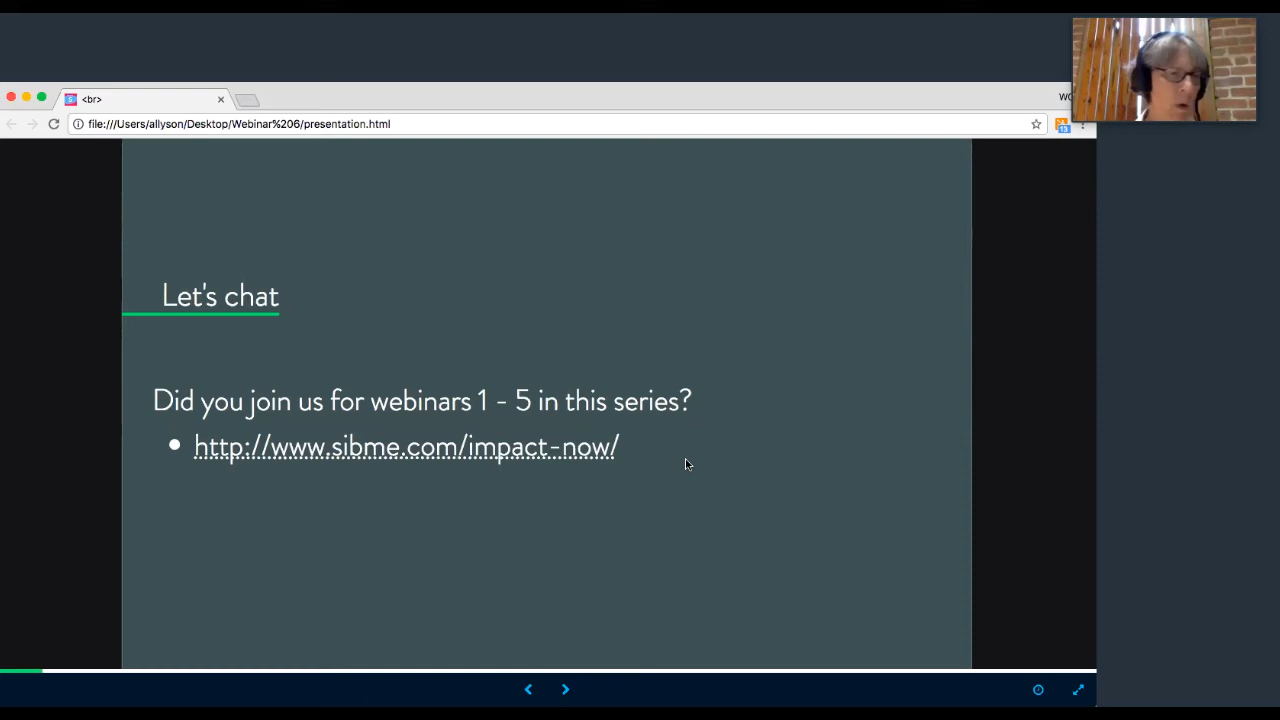 <br>
file:///Users/allyson/Desktop/Webinar%206/presentation.html
15
Let's chat
Did you join us for webinars 1 - 5 in this series?
• http://www.sibme.com/impact-now/